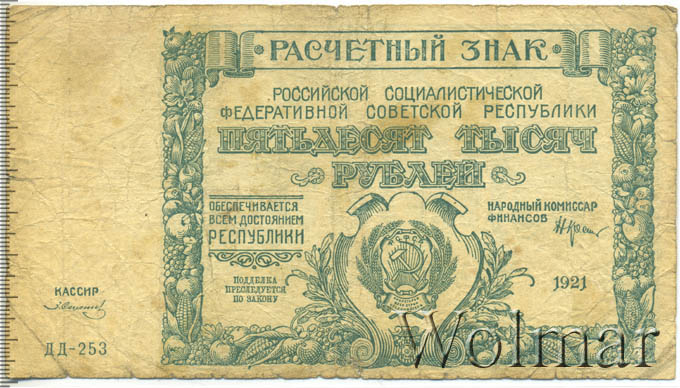 РАСЧЕТНЫЙ ЗНАК
РОССИЙСКОЙ СОЦИАЛИСТИЧЕСКОЙ
ФЕДЕРАТИВНОЙ СОВЕТСКОЙ РЕСПУБЛИКИ
ПЯТЬДЕСЯТ ТЫСЯЧ
РУБЛЕЙ
ОБЕСПЕЧИВАЕТСЯ
ВСЕМ ДОСТОЯНИЕМ
РЕСПУБЛИКИ
НАРОДНЫЙ КОМИССАР
ФИНАНСОВ
ПОДДЕЛКА
ПРЕСЛЕДУЕТСЯ
ПО ЗАКОНУ
1921
КАССИР
ДД-253
Wolmar